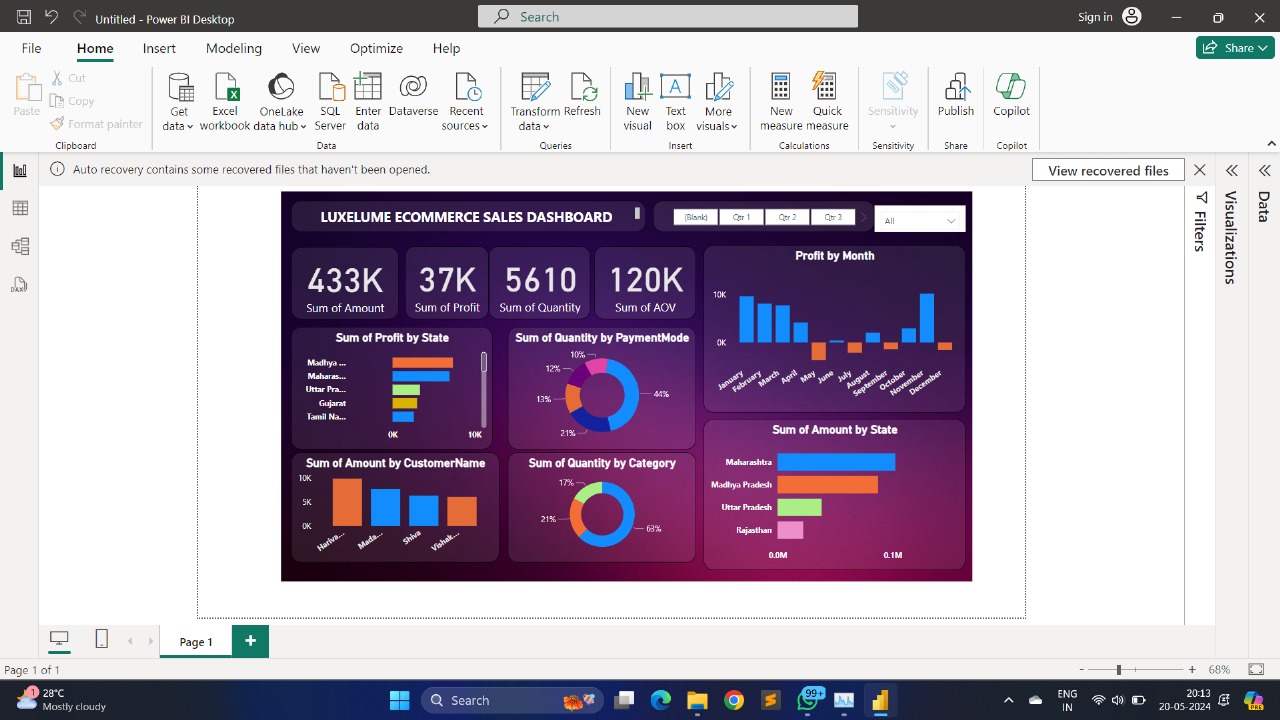 Untitled - Power BI Desktop
Search
Sign in
File Home Insert Modeling View Optimize Help
Share
Paste
Cut
Copy
Format painter
Clipboard
Get data
Excel workbook
OneLake data hub
SQL Server
Enter data
Dataverse
Recent sources
Data
Transform data
Refresh
Queries
New visual
Text box
More visuals
Insert
New measure
Quick measure
Calculations
Sensitivity
Sensitivity
Publish
Share
Copilot
Copilot
Auto recovery contains some recovered files that haven't been opened.
View recovered files
Filters
Visualizations
Data
LUXELUME ECOMMERCE SALES DASHBOARD
(Blank) Qtr 1 Qtr 2 Qtr 3
All
433K
Sum of Amount
37K
Sum of Profit
5610
Sum of Quantity
120K
Sum of AOV
Profit by Month
10K
0K
January February March April May June July August September October November December
Sum of Profit by State
Madhya ...
Maharas...
Uttar Pra...
Gujarat
Tamil Na...
0K 10K
Sum of Quantity by PaymentMode
10%
12%
13%
21%
44%
Sum of Amount by State
Maharashtra
Madhya Pradesh
Uttar Pradesh
Rajasthan
0.0M 0.1M
Sum of Amount by CustomerName
10K
5K
0K
Hariva... Mada... Shiva Vishak...
Sum of Quantity by Category
17%
21%
63%
Page 1
Page 1 of 1
- + 68%
1
28°C
Mostly cloudy
Search
99+
ENG
IN
20:13
20-05-2024
PRE